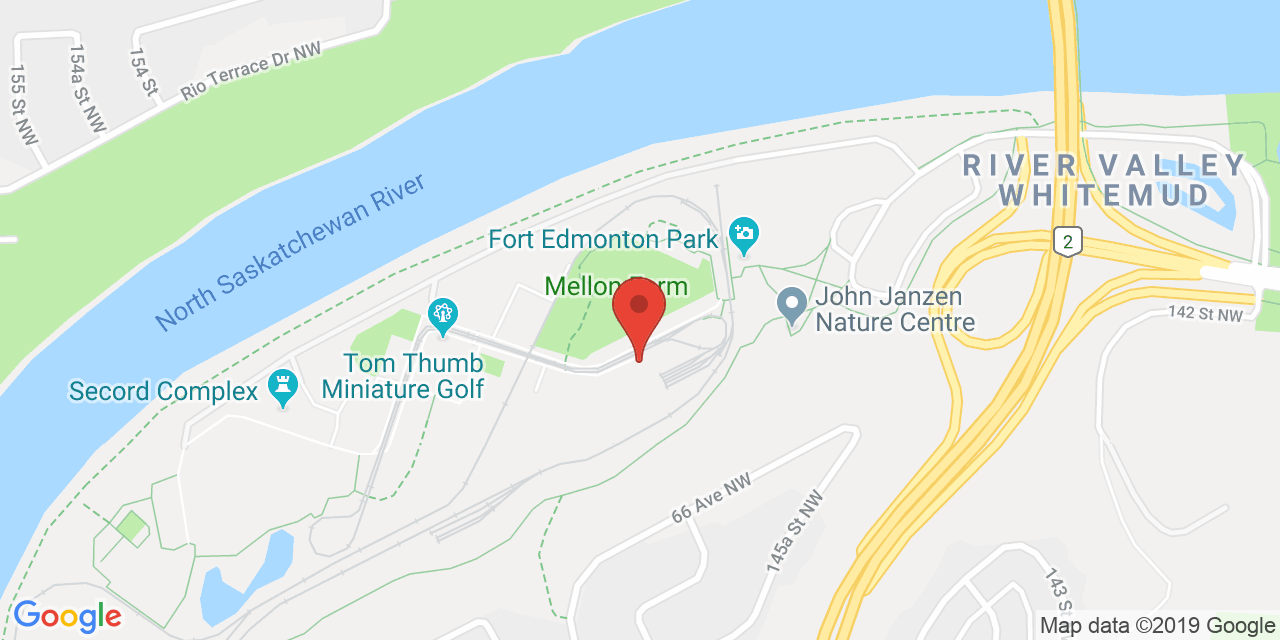 Rio Terrace Dr NW
154 St
154a St NW
155 St NW
North Saskatchewan River
RIVER VALLEY
WHITEMUD
2
Fort Edmonton Park
Mellon Farm
John Janzen
Nature Centre
142 St NW
Tom Thumb
Miniature Golf
Secord Complex
66 Ave NW
145a St NW
143 St
Google
Map data ©2019 Google